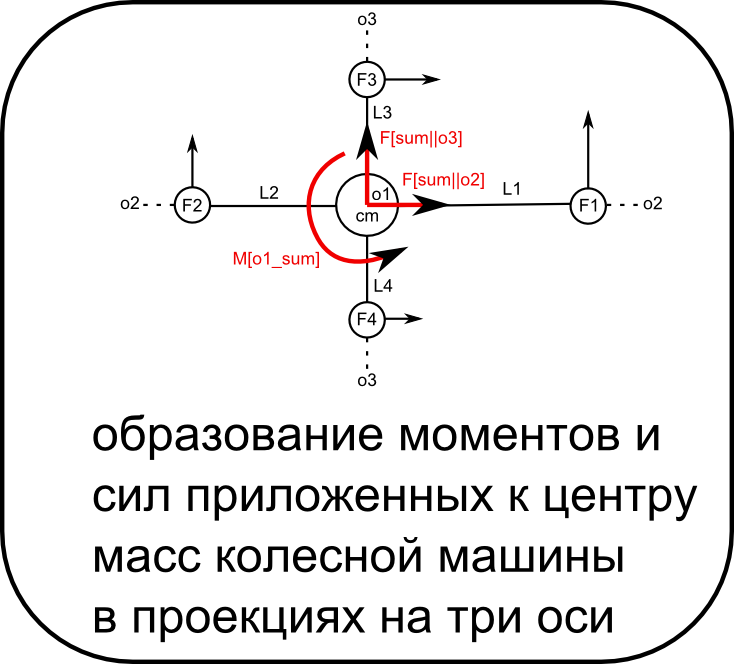 o3
F3
L3
F[sum||o3]
F[sum||o2]
o1
cm
L2
L1
o2
F2
F1
o2
M[o1_sum]
L4
F4
o3
образование моментов и
сил приложенных к центру
масс колесной машины
в проекциях на три оси